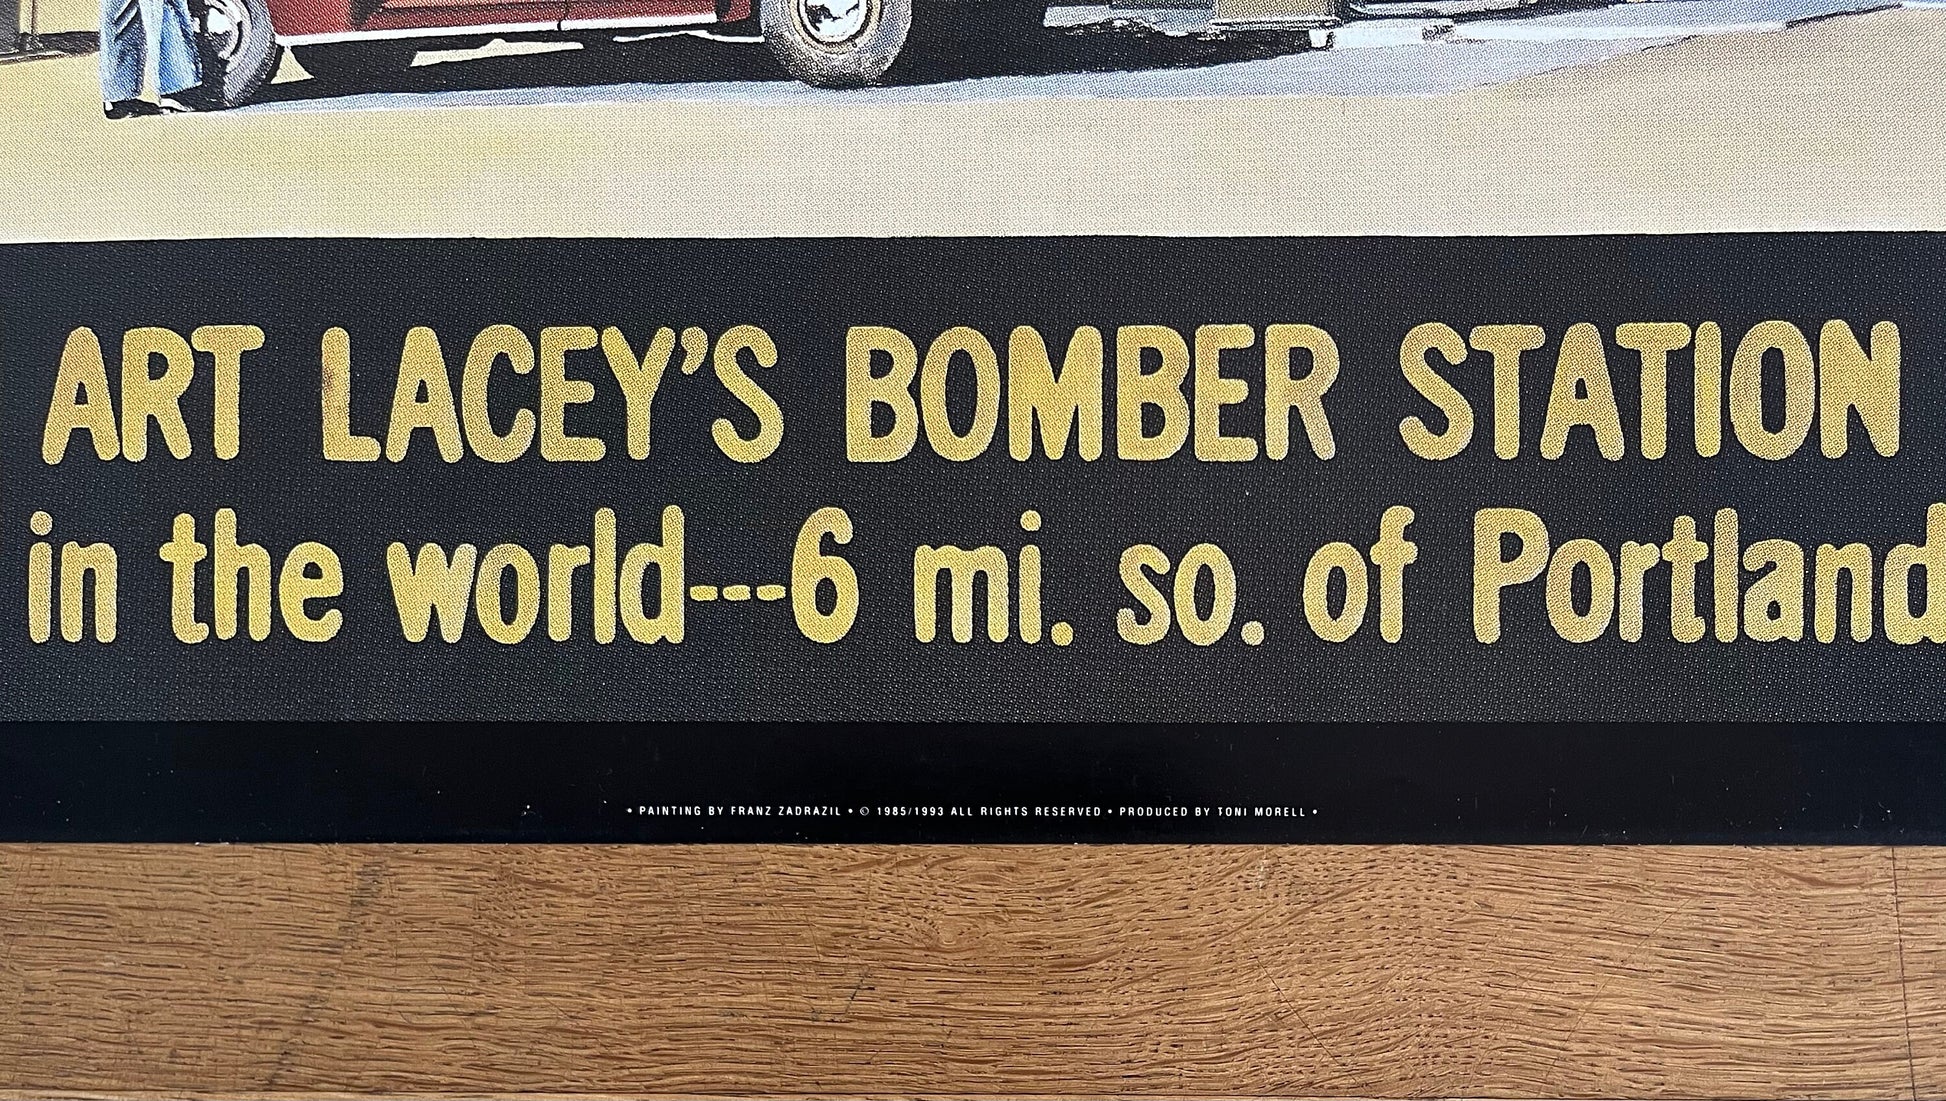 ART LACEY'S BOMBER STATION
in the world---6 mi. so. of Portland
• PAINTING BY FRANZ ZADRAZIL • © 1985/1993 ALL RIGHTS RESERVED • PRODUCED BY TONI MORELL •